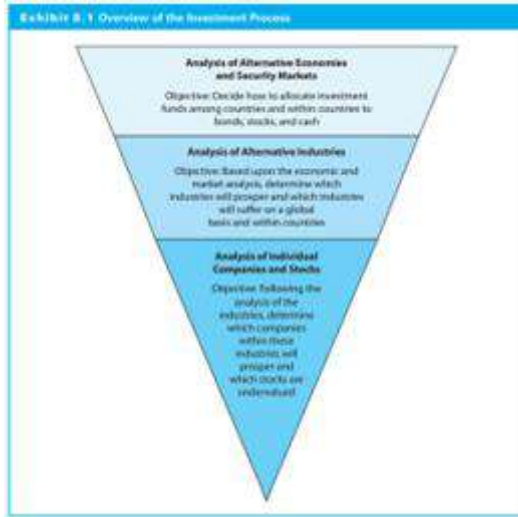 Exhibit 8.1 Overview of the Investment Process
Analysis of Alternative Economies
and Security Markets
Objective: Decide how to allocate investment
funds among countries and within countries to
bonds, stocks, and cash
Analysis of Alternative Industries
Objective: Based upon the economic and
market analysis, determine which
industries will prosper and which industries
will suffer on a global
basis and within countries
Analysis of Individual
Companies and Stocks
Objective: Following the
analysis of the
industries, determine
which companies
within these
industries will
prosper and
which stocks are
undervalued